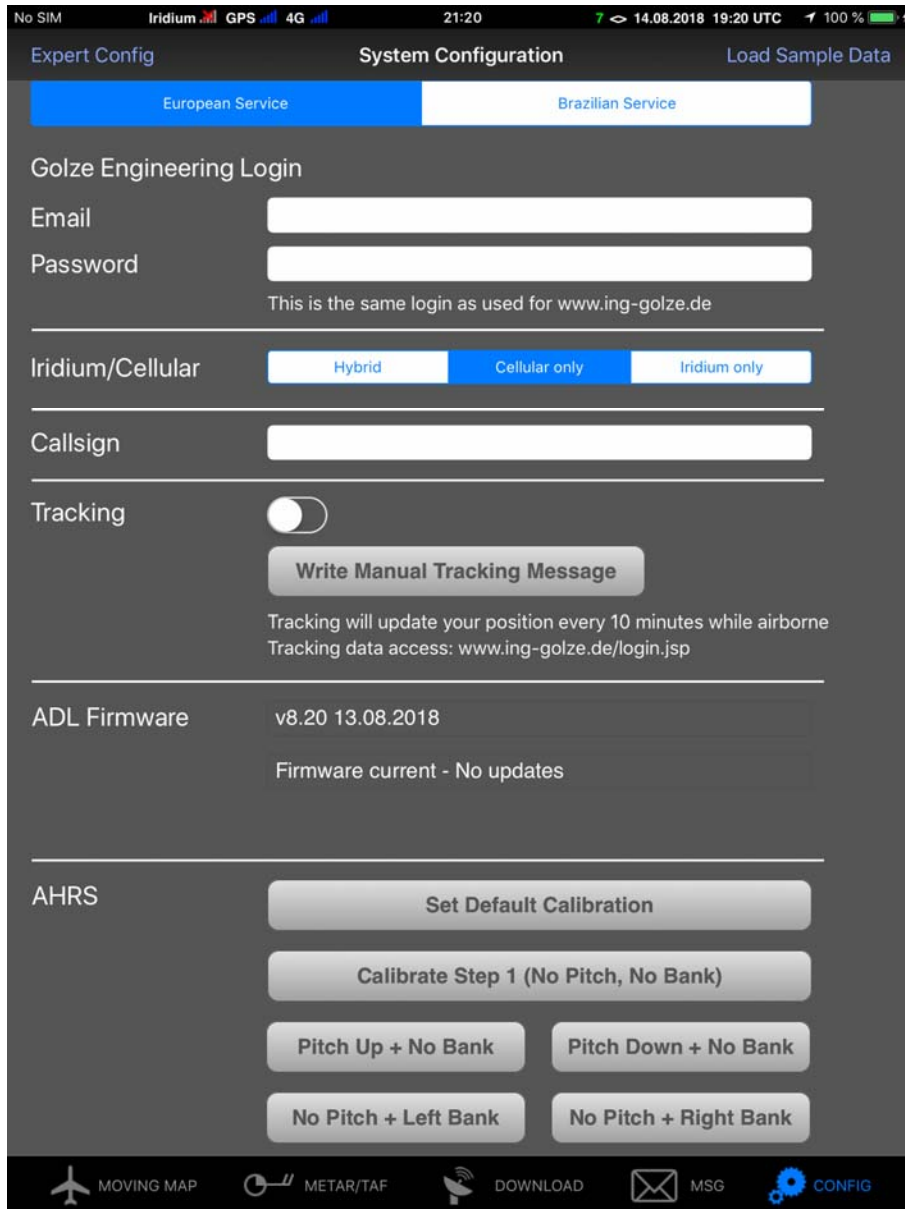 No SIM Iridium GPS 4G 21:20 7 <> 14.08.2018 19:20 UTC 100 %
Expert Config System Configuration Load Sample Data
European Service Brazilian Service
Golze Engineering Login
Email
Password
This is the same login as used for www.ing-golze.de
Iridium/Cellular Hybrid Cellular only Iridium only
Callsign
Tracking
Write Manual Tracking Message
Tracking will update your position every 10 minutes while airborne
Tracking data access: www.ing-golze.de/login.jsp
ADL Firmware v8.20 13.08.2018
Firmware current - No updates
AHRS Set Default Calibration
Calibrate Step 1 (No Pitch, No Bank)
Pitch Up + No Bank Pitch Down + No Bank
No Pitch + Left Bank No Pitch + Right Bank
MOVING MAP METAR/TAF DOWNLOAD MSG CONFIG